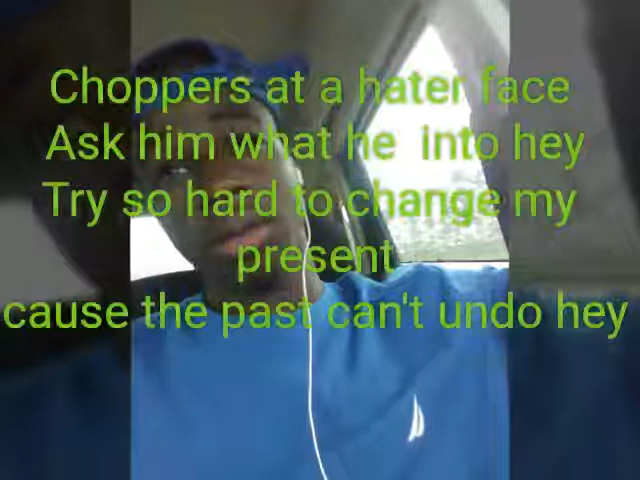 Choppers at a hater face
Ask him what he  into hey
Try so hard to change my
present
cause the past can't undo hey